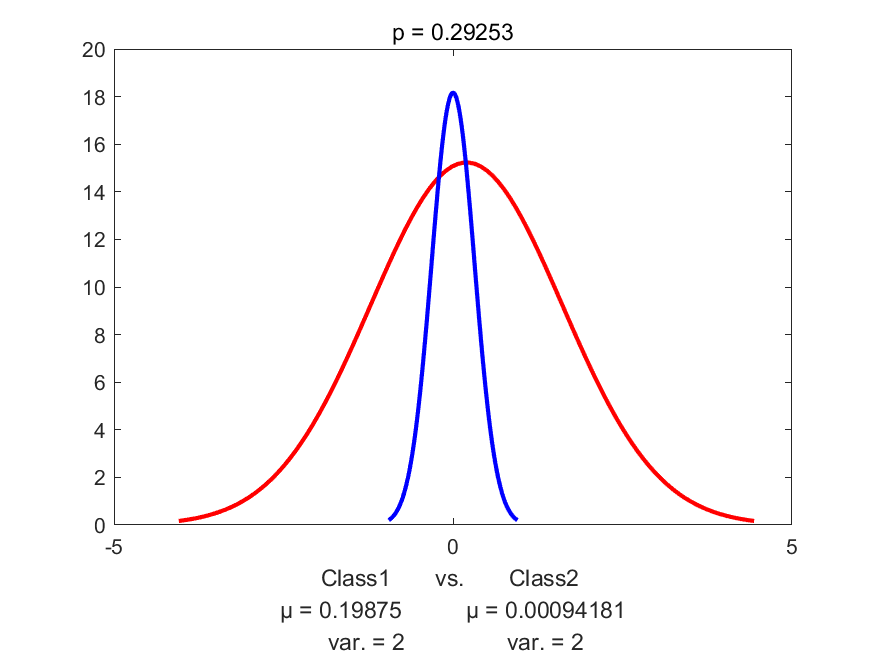 p = 0.29253
20
18
16
14
12
10
8
6
4
2
0
-5 0 5
Class1 vs. Class2
μ = 0.19875 μ = 0.00094181
var. = 2 var. = 2